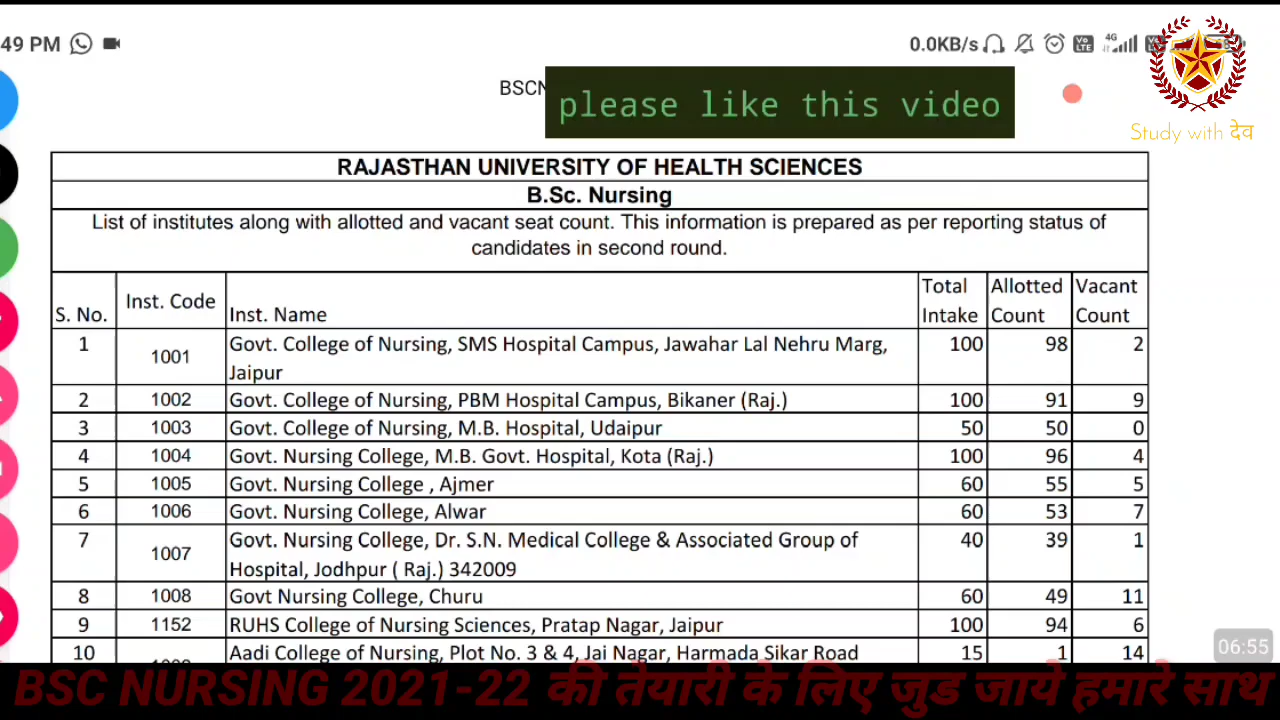 49 PM 0.0KB/s Vo LTE 4G
BSCN
please like this video
Study with देव
RAJASTHAN UNIVERSITY OF HEALTH SCIENCES
B.Sc. Nursing
List of institutes along with allotted and vacant seat count. This information is prepared as per reporting status of
candidates in second round.
S. No. Inst. Code Inst. Name Total Intake Allotted Count Vacant Count
1 1001 Govt. College of Nursing, SMS Hospital Campus, Jawahar Lal Nehru Marg, 100 98 2
Jaipur
2 1002 Govt. College of Nursing, PBM Hospital Campus, Bikaner (Raj.) 100 91 9
3 1003 Govt. College of Nursing, M.B. Hospital, Udaipur 50 50 0
4 1004 Govt. Nursing College, M.B. Govt. Hospital, Kota (Raj.) 100 96 4
5 1005 Govt. Nursing College , Ajmer 60 55 5
6 1006 Govt. Nursing College, Alwar 60 53 7
7 1007 Govt. Nursing College, Dr. S.N. Medical College & Associated Group of 40 39 1
Hospital, Jodhpur ( Raj.) 342009
8 1008 Govt Nursing College, Churu 60 49 11
9 1152 RUHS College of Nursing Sciences, Pratap Nagar, Jaipur 100 94 6
10 Aadi College of Nursing, Plot No. 3 & 4, Jai Nagar, Harmada Sikar Road 15 1 14
06:55
BSC NURSING 2021-22 की तैयारी के लिए जुड जाये हमारे साथ